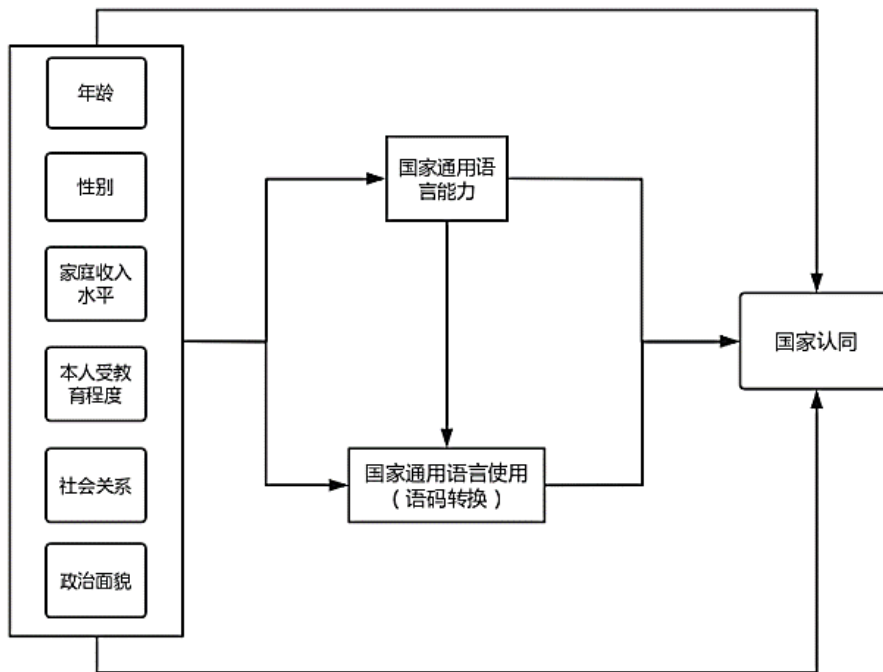 年龄
性别
家庭收入
水平
本人受教
育程度
社会关系
政治面貌
国家通用语
言能力
国家通用语言使用
（语码转换）
国家认同